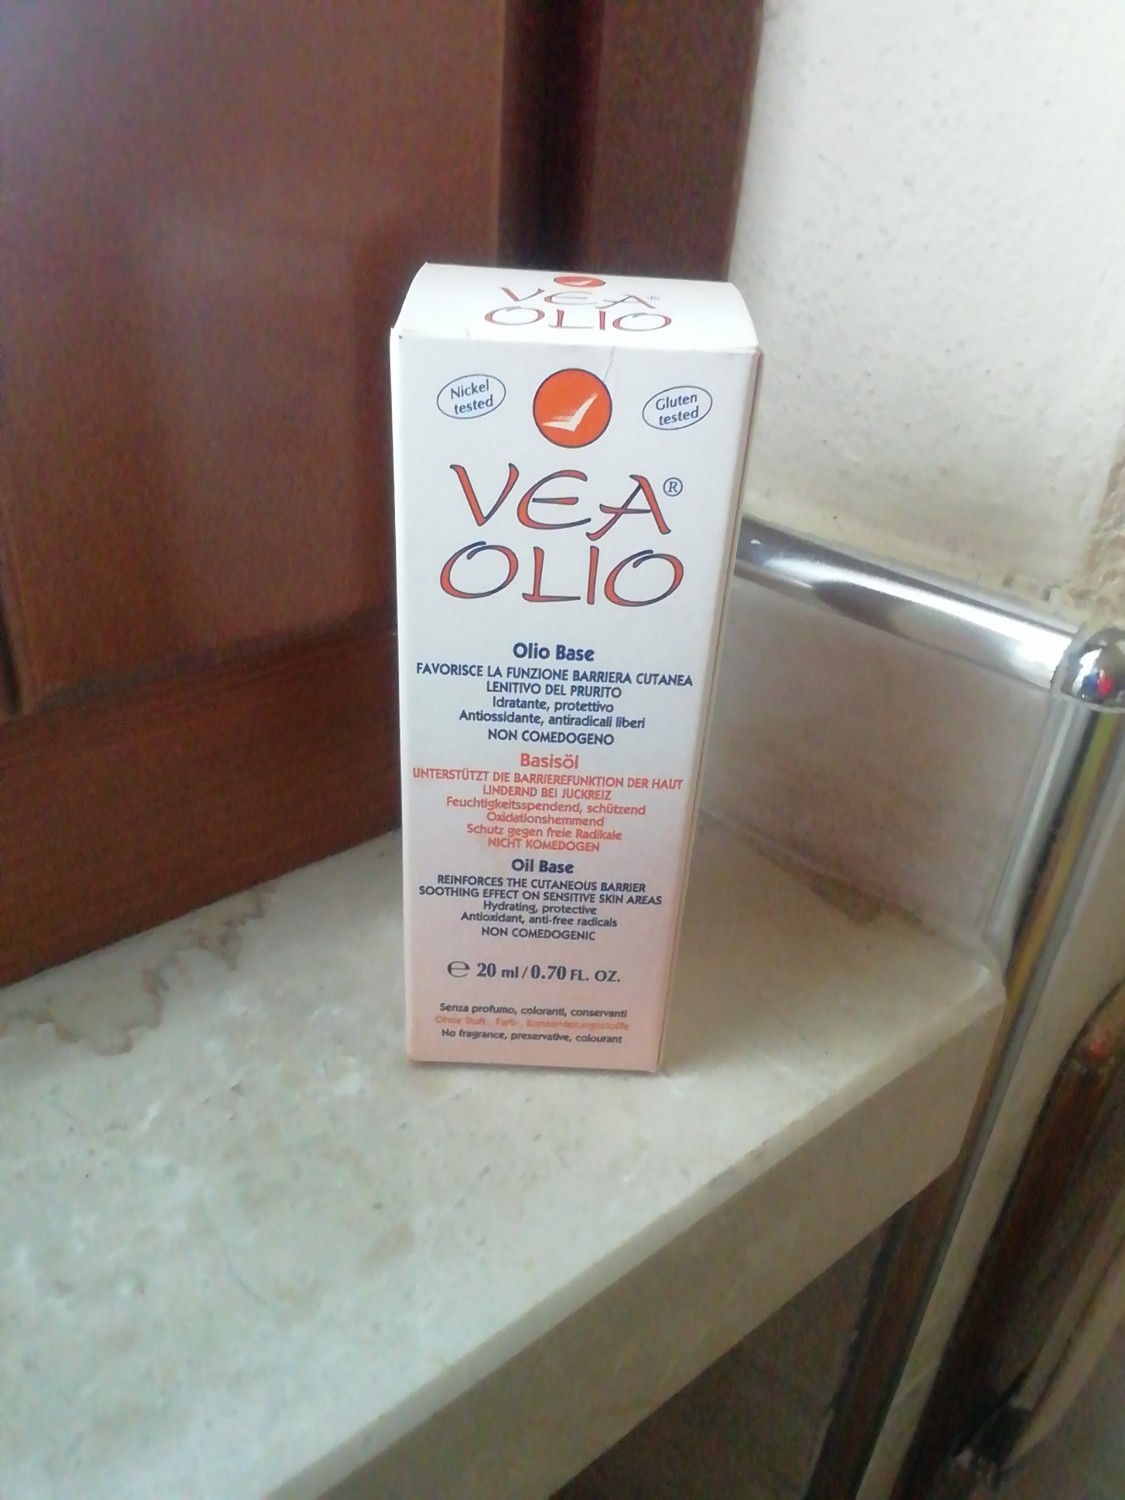 VEA®
OLIO
Nickel
tested
Gluten
tested
VEA®
OLIO
Olio Base
FAVORISCE LA FUNZIONE BARRIERA CUTANEA
LENITIVO DEL PRURITO
Idratante, protettivo
Antiossidante, antiradicali liberi
NON COMEDOGENO
Basisöl
UNTERSTÜTZT DIE BARRIEREFUNKTION DER HAUT
LINDERND BEI JUCKREIZ
Feuchtigkeitsspendend, schützend
Oxidationshemmend
Schutz gegen freie Radikale
NICHT KOMEDOGEN
Oil Base
REINFORCES THE CUTANEOUS BARRIER
SOOTHING EFFECT ON SENSITIVE SKIN AREAS
Hydrating, protective
Antioxidant, anti-free radicals
NON COMEDOGENIC
℮ 20 ml / 0.70 FL. OZ.
Senza profumo, coloranti, conservanti
Ohne Duft-, Farb-, Konservierungsstoffe
No fragrance, preservative, colourant